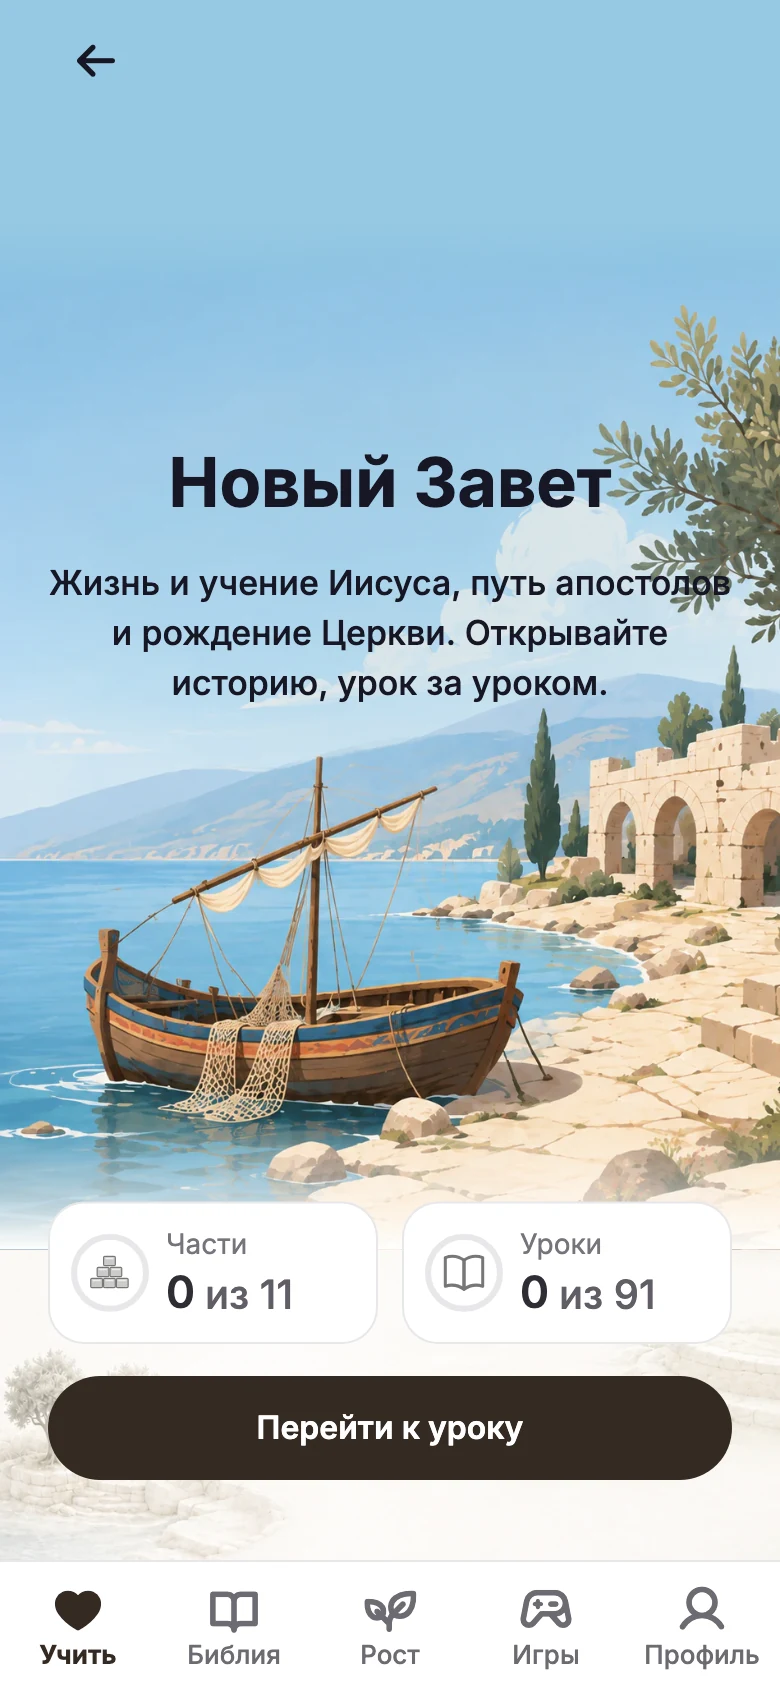 Новый Завет
Жизнь и учение Иисуса, путь апостолов
и рождение Церкви. Открывайте
историю, урок за уроком.
Части
0 из 11
Уроки
0 из 91
Перейти к уроку
Учить
Библия
Рост
Игры
Профиль